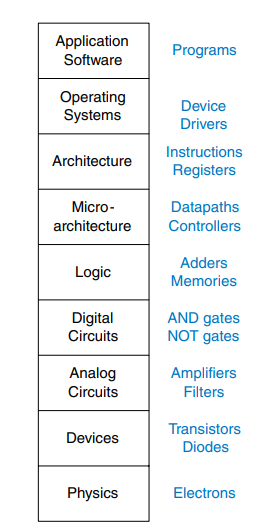 Application
Software
Programs
Operating
Systems
Device
Drivers
Architecture
Instructions
Registers
Micro-
architecture
Datapaths
Controllers
Logic
Adders
Memories
Digital
Circuits
AND gates
NOT gates
Analog
Circuits
Amplifiers
Filters
Devices
Transistors
Diodes
Physics
Electrons